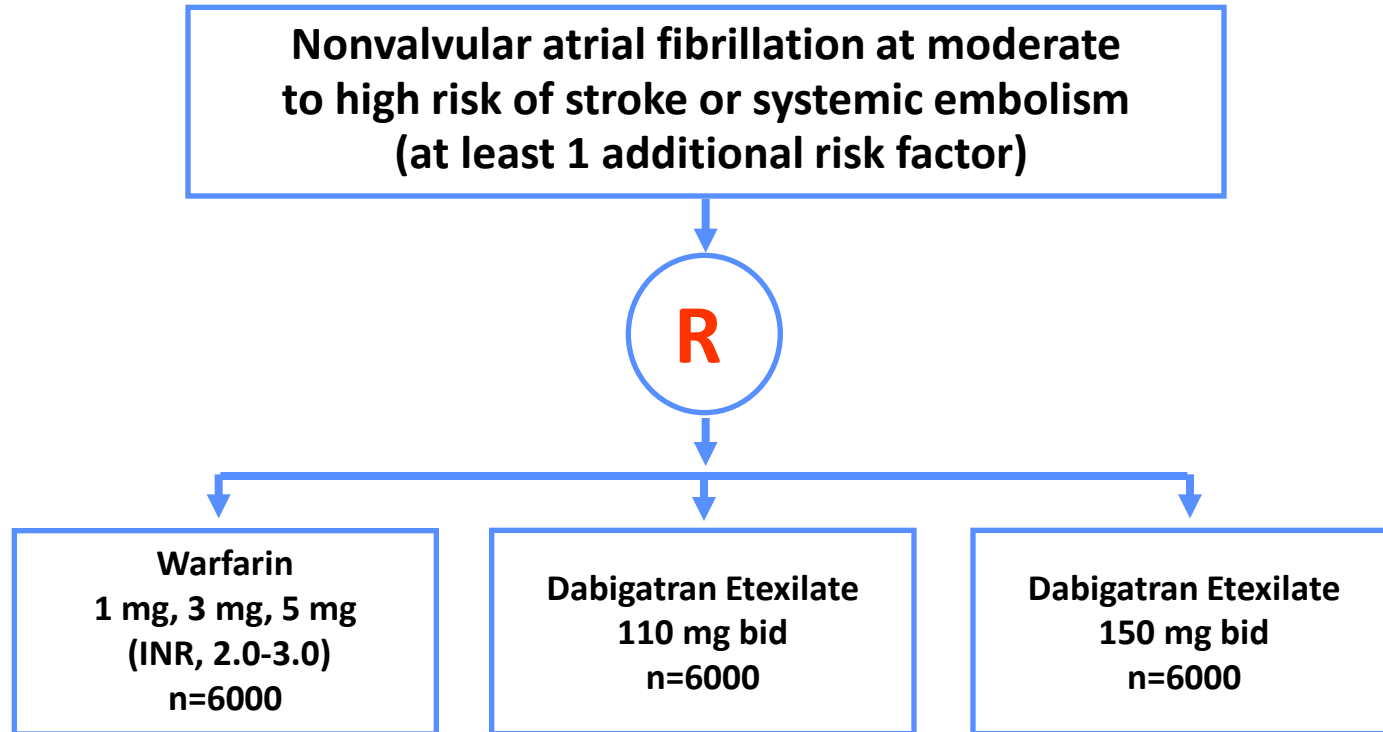 Nonvalvular atrial fibrillation at moderate
to high risk of stroke or systemic embolism
(at least 1 additional risk factor)
R
Warfarin
1 mg, 3 mg, 5 mg
(INR, 2.0-3.0)
n=6000
Dabigatran Etexilate
110 mg bid
n=6000
Dabigatran Etexilate
150 mg bid
n=6000